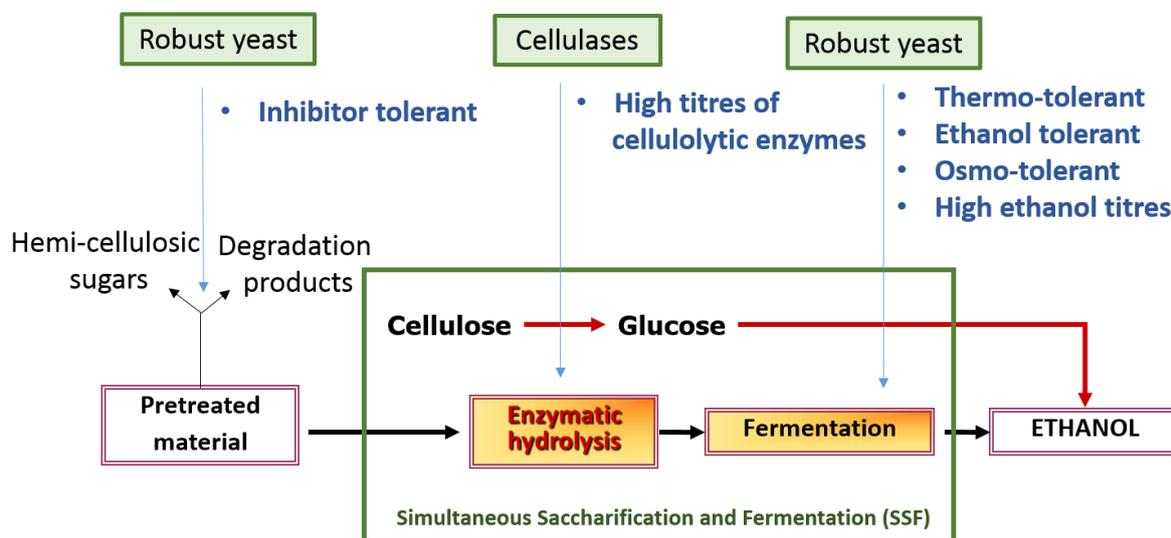 Robust yeast
Cellulases
Robust yeast
• Inhibitor tolerant
• High titres of
cellulolytic enzymes
• Thermo-tolerant
• Ethanol tolerant
• Osmo-tolerant
• High ethanol titres
Hemi-cellulosic
sugars
Degradation
products
Cellulose
Glucose
Pretreated
material
Enzymatic
hydrolysis
Fermentation
ETHANOL
Simultaneous Saccharification and Fermentation (SSF)